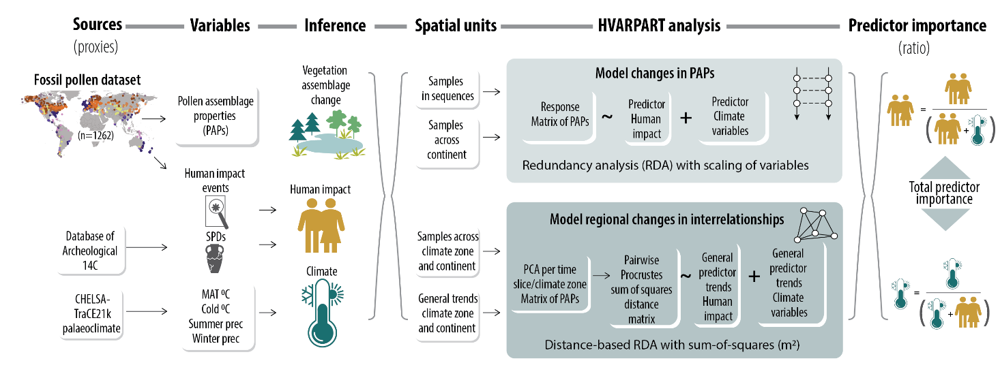 Sources
(proxies)
Variables
Inference
Spatial units
HVARPART analysis
Predictor importance
(ratio)
Fossil pollen dataset
(n=1262)
Pollen assemblage
properties
(PAPs)
Vegetation
assemblage
change
Human impact
events
SPDs
Human impact
Database of
Archeological
14C
CHELSA-
TraCE21k
palaeoclimate
MAT ºC
Cold ºC
Summer prec
Winter prec
Climate
Samples
in sequences
Samples
across
continent
Samples across
climate zone
and continent
General trends
climate zone
and continent
Model changes in PAPs
Response
Matrix of PAPs
~
Predictor
Human
impact
+
Predictor
Climate
variables
Redundancy analysis (RDA) with scaling of variables
Model regional changes in interrelationships
PCA per time
slice/climate zone
Matrix of PAPs
Pairwise
Procrustes
sum of squares
distance
matrix
~
General
predictor
trends
Human
impact
+
General
predictor
trends
Climate
variables
Distance-based RDA with sum-of-squares (m²)
=
( + )
Total predictor
importance
=
( + )